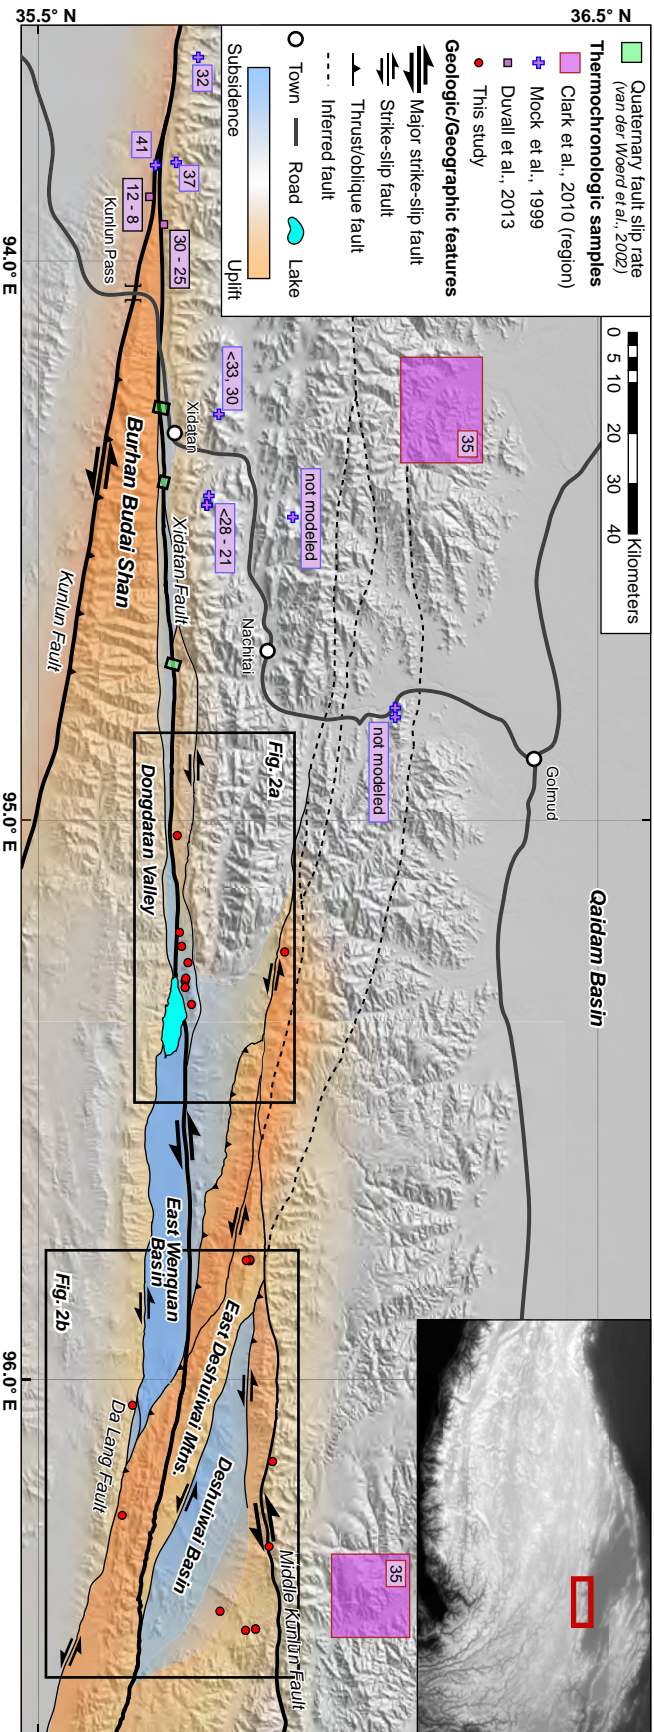 35.5° N
36.5° N
94.0° E
95.0° E
96.0° E
Quaternary fault slip rate
(van der Woerd et al., 2002)
Thermochronologic samples
Clark et al., 2010 (region)
Mock et al., 1999
Duvall et al., 2013
This study
Geologic/Geographic features
Major strike-slip fault
Strike-slip fault
Thrust/oblique fault
Inferred fault
Town
Road
Lake
Subsidence
Uplift
0 5 10 20 30 40
Kilometers
35
32
37
41
12 - 8
30 - 25
Kunlun Pass
<33, 30
Xidatan
<28 - 21
not modeled
Nachitai
not modeled
Golmud
Qaidam Basin
Burhan Budai Shan
Xidatan Fault
Kunlun Fault
Fig. 2a
Dongdatan Valley
East Wenquan
Basin
Fig. 2b
East Deshuiwai Mtns.
Deshuiwai Basin
Da Lang Fault
Middle Kunlun Fault
35